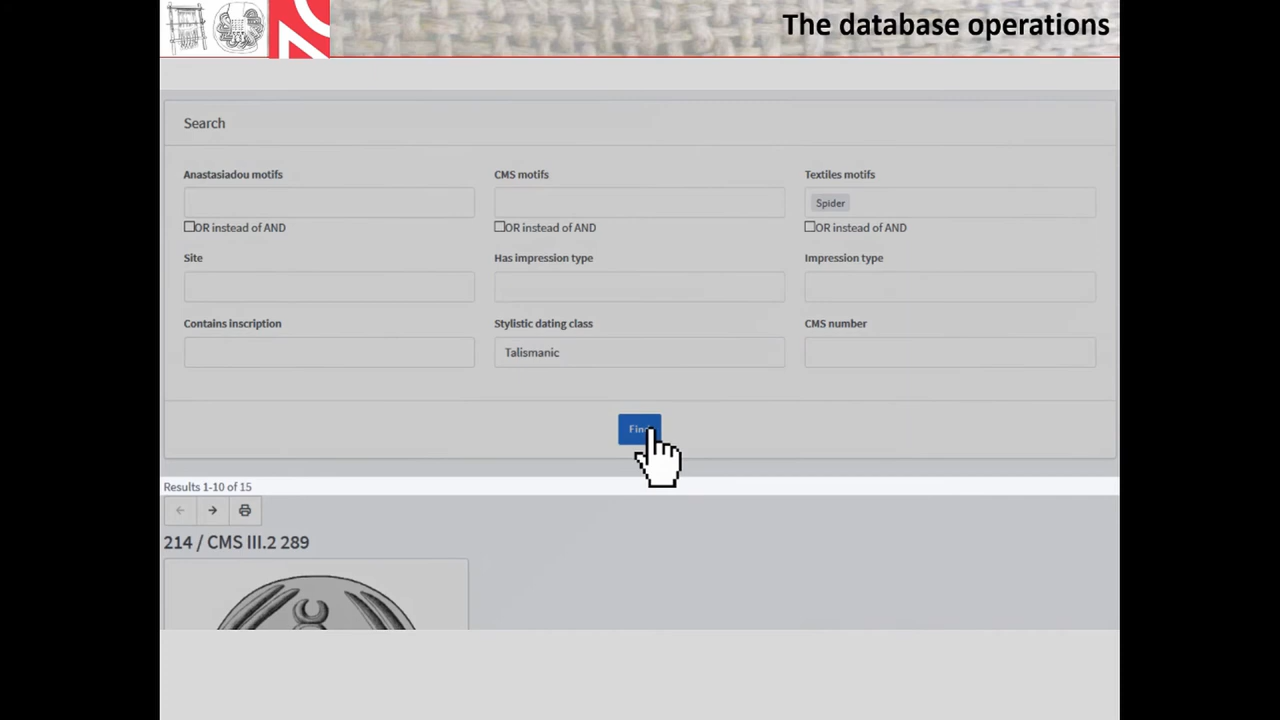 The database operations
Search
Anastasiadou motifs
CMS motifs
Textiles motifs
Spider
OR instead of AND
OR instead of AND
OR instead of AND
Site
Has impression type
Impression type
Contains inscription
Stylistic dating class
CMS number
Talismanic
Results 1-10 of 15
214 / CMS III.2 289